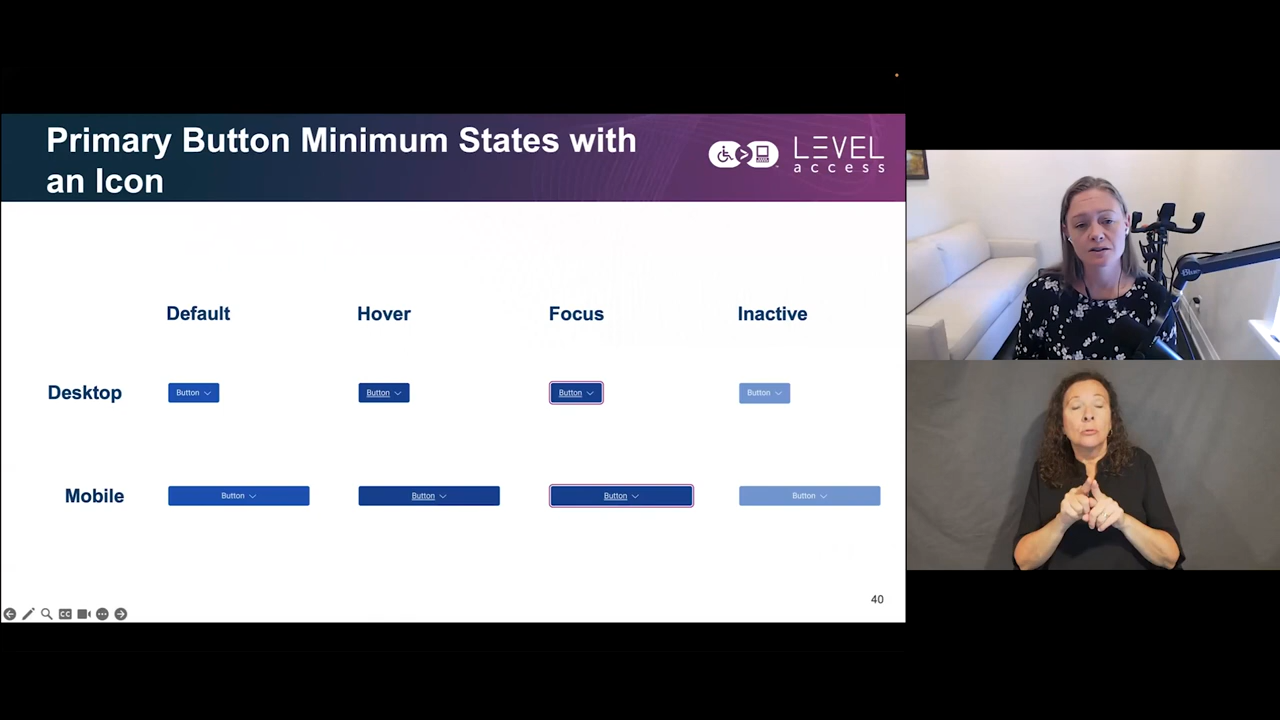 Primary Button Minimum States with
an Icon
LEVEL
access
Default Hover Focus Inactive
Desktop Button Button Button Button
Mobile Button Button Button Button
CC
40